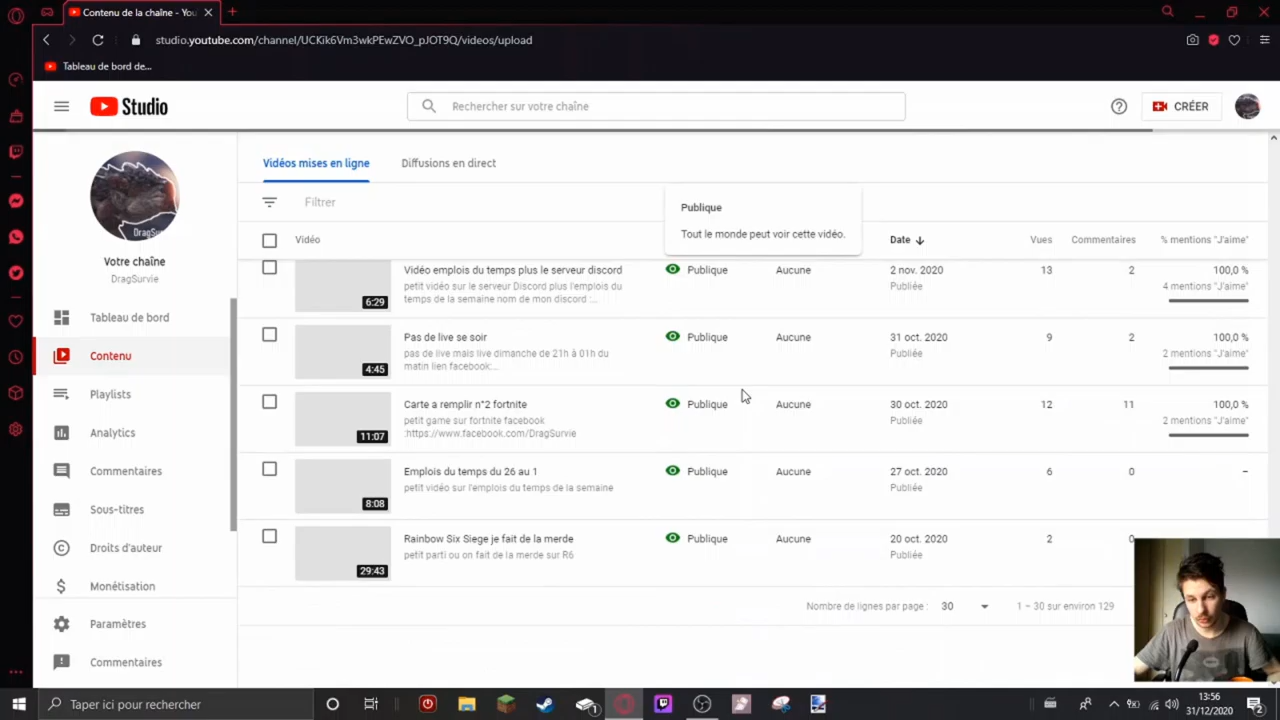 Contenu de la chaîne - You
studio.youtube.com/channel/UCKik6Vm3wkPEwZVO_pJOT9Q/videos/upload
Tableau de bord de...
Studio
Rechercher sur votre chaîne
CRÉER
DragSurvie
Votre chaîne
DragSurvie
Tableau de bord
Contenu
Playlists
Analytics
Commentaires
Sous-titres
Droits d'auteur
Monétisation
Paramètres
Commentaires
Vidéos mises en ligne
Diffusions en direct
Filtrer
Publique
Tout le monde peut voir cette vidéo.
Vidéo
Date
Vues
Commentaires
% mentions "J'aime"
6:29
Vidéo emplois du temps plus le serveur discord
petit vidéo sur le serveur Discord plus l'emplois du
temps de la semaine nom de mon discord :...
Publique
Aucune
2 nov. 2020
Publiée
13
2
100,0 %
4 mentions "J'aime"
4:45
Pas de live se soir
pas de live mais live dimanche de 21h à 01h du
matin lien facebook:...
Publique
Aucune
31 oct. 2020
Publiée
9
2
100,0 %
2 mentions "J'aime"
11:07
Carte a remplir n°2 fortnite
petit game sur fortnite facebook
:https://www.facebook.com/DragSurvie
Publique
Aucune
30 oct. 2020
Publiée
12
11
100,0 %
2 mentions "J'aime"
8:08
Emplois du temps du 26 au 1
petit vidéo sur l'emplois du temps de la semaine
Publique
Aucune
27 oct. 2020
Publiée
6
0
–
29:43
Rainbow Six Siege je fait de la merde
petit parti ou on fait de la merde sur R6
Publique
Aucune
20 oct. 2020
Publiée
2
0
Nombre de lignes par page :
30
1 – 30 sur environ 129
Taper ici pour rechercher
13:56
31/12/2020